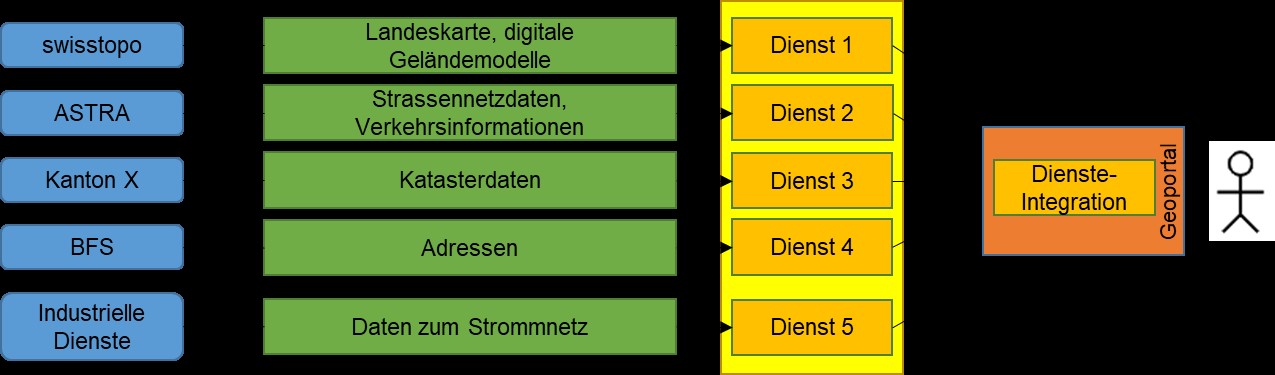 swisstopo
Landeskarte, digitale
Geländemodelle
Dienst 1
ASTRA
Strassennetzdaten,
Verkehrsinformationen
Dienst 2
Kanton X
Katasterdaten
Dienst 3
BFS
Adressen
Dienst 4
Industrielle
Dienste
Daten zum Strommnetz
Dienst 5
Dienste-
Integration
Geoportal